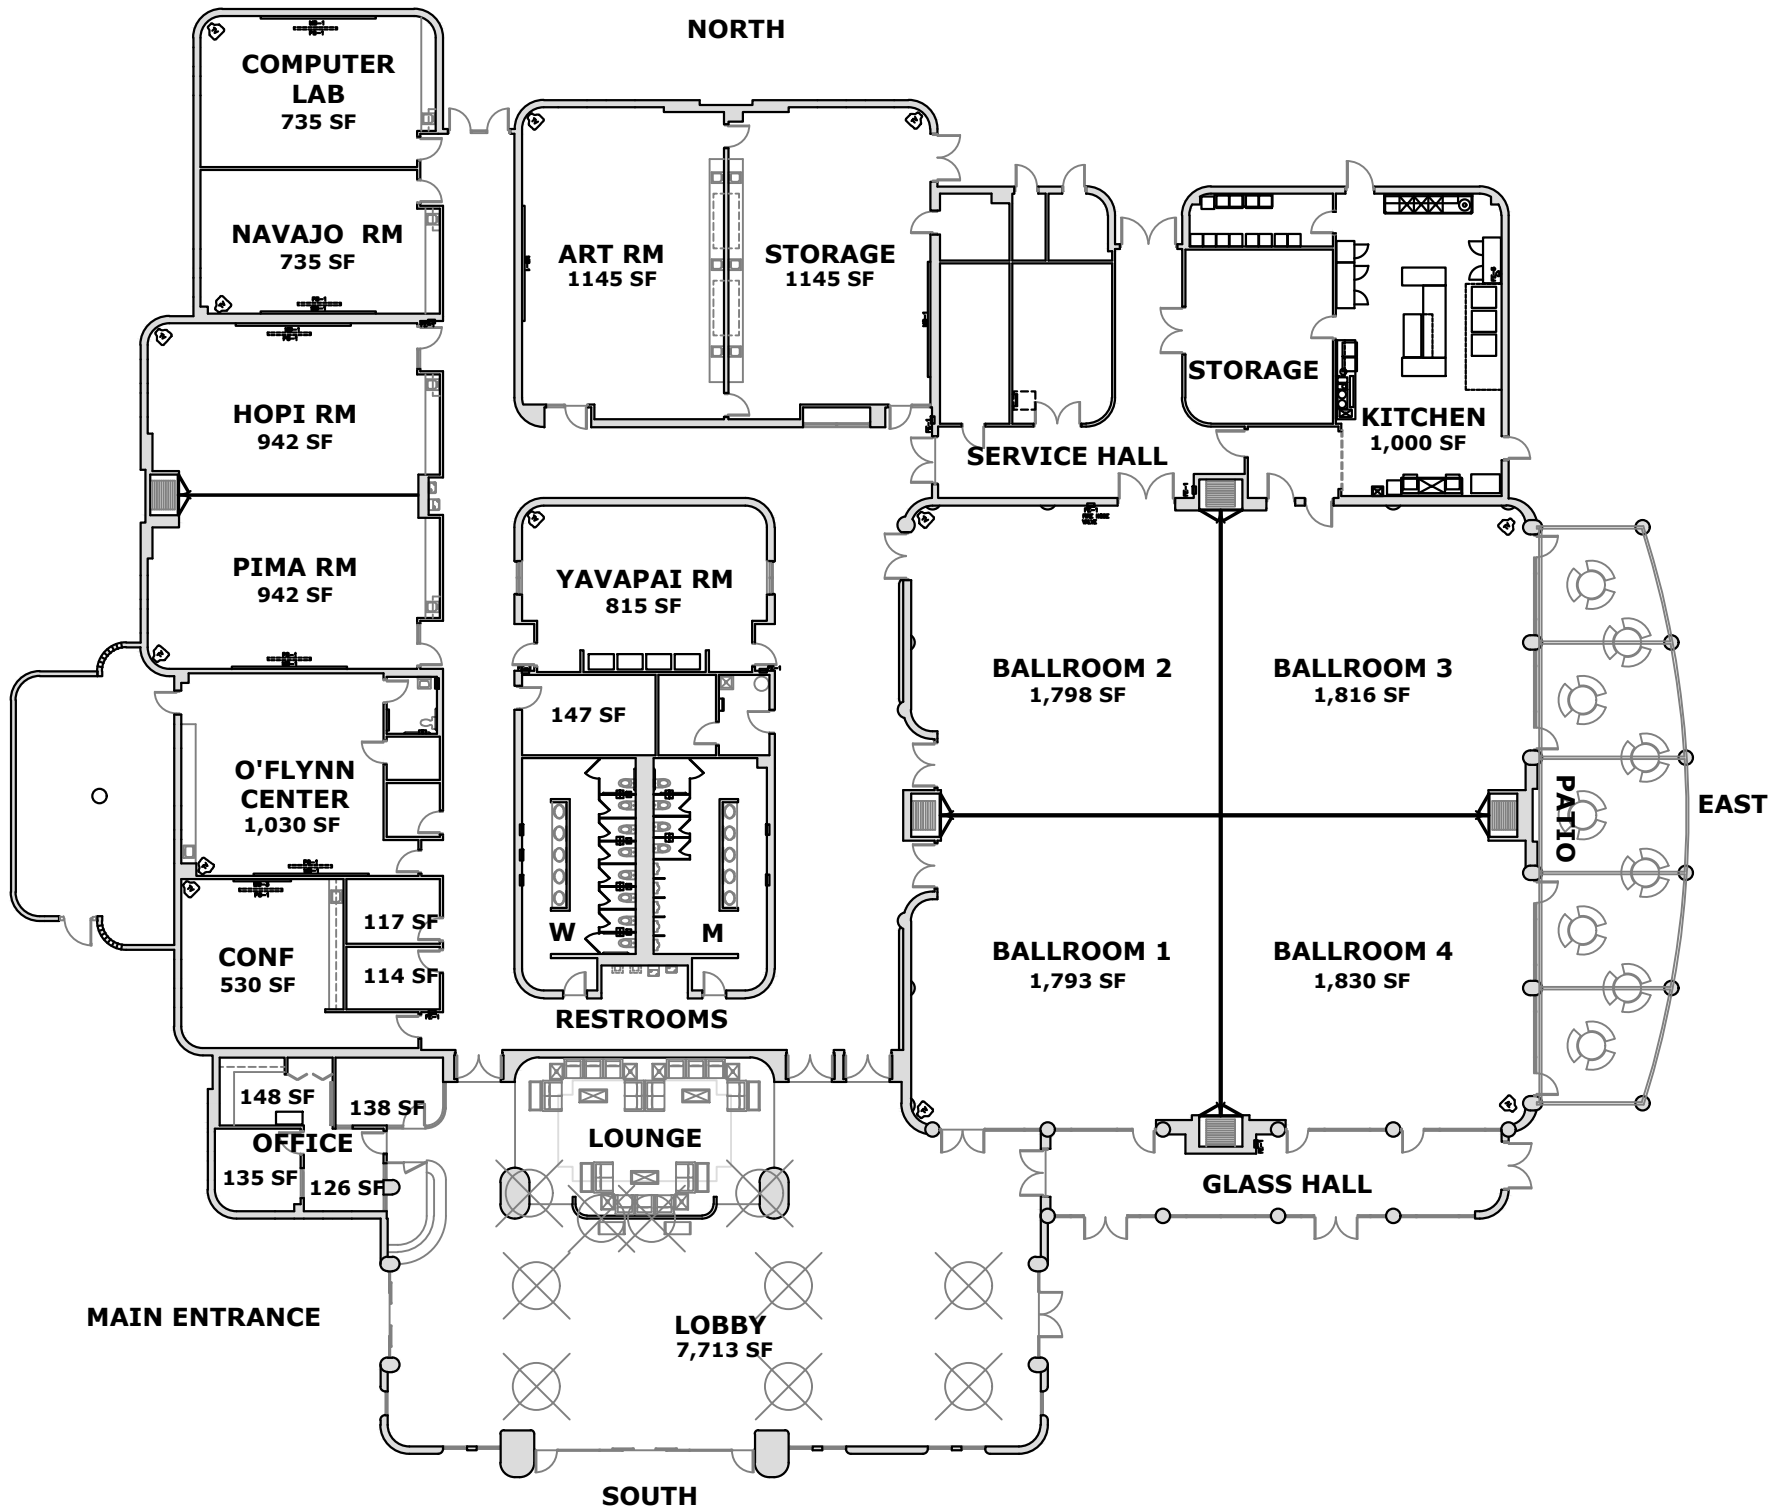 NORTH
COMPUTER
LAB
735 SF
NAVAJO RM
735 SF
ART RM
1145 SF
STORAGE
1145 SF
HOPI RM
942 SF
STORAGE
KITCHEN
1,000 SF
SERVICE HALL
PIMA RM
942 SF
YAVAPAI RM
815 SF
BALLROOM 2
1,798 SF
BALLROOM 3
1,816 SF
147 SF
O'FLYNN
CENTER
1,030 SF
PATIO
EAST
117 SF
W
M
CONF
530 SF
114 SF
BALLROOM 1
1,793 SF
BALLROOM 4
1,830 SF
RESTROOMS
148 SF
138 SF
OFFICE
LOUNGE
135 SF
126 SF
GLASS HALL
MAIN ENTRANCE
LOBBY
7,713 SF
SOUTH